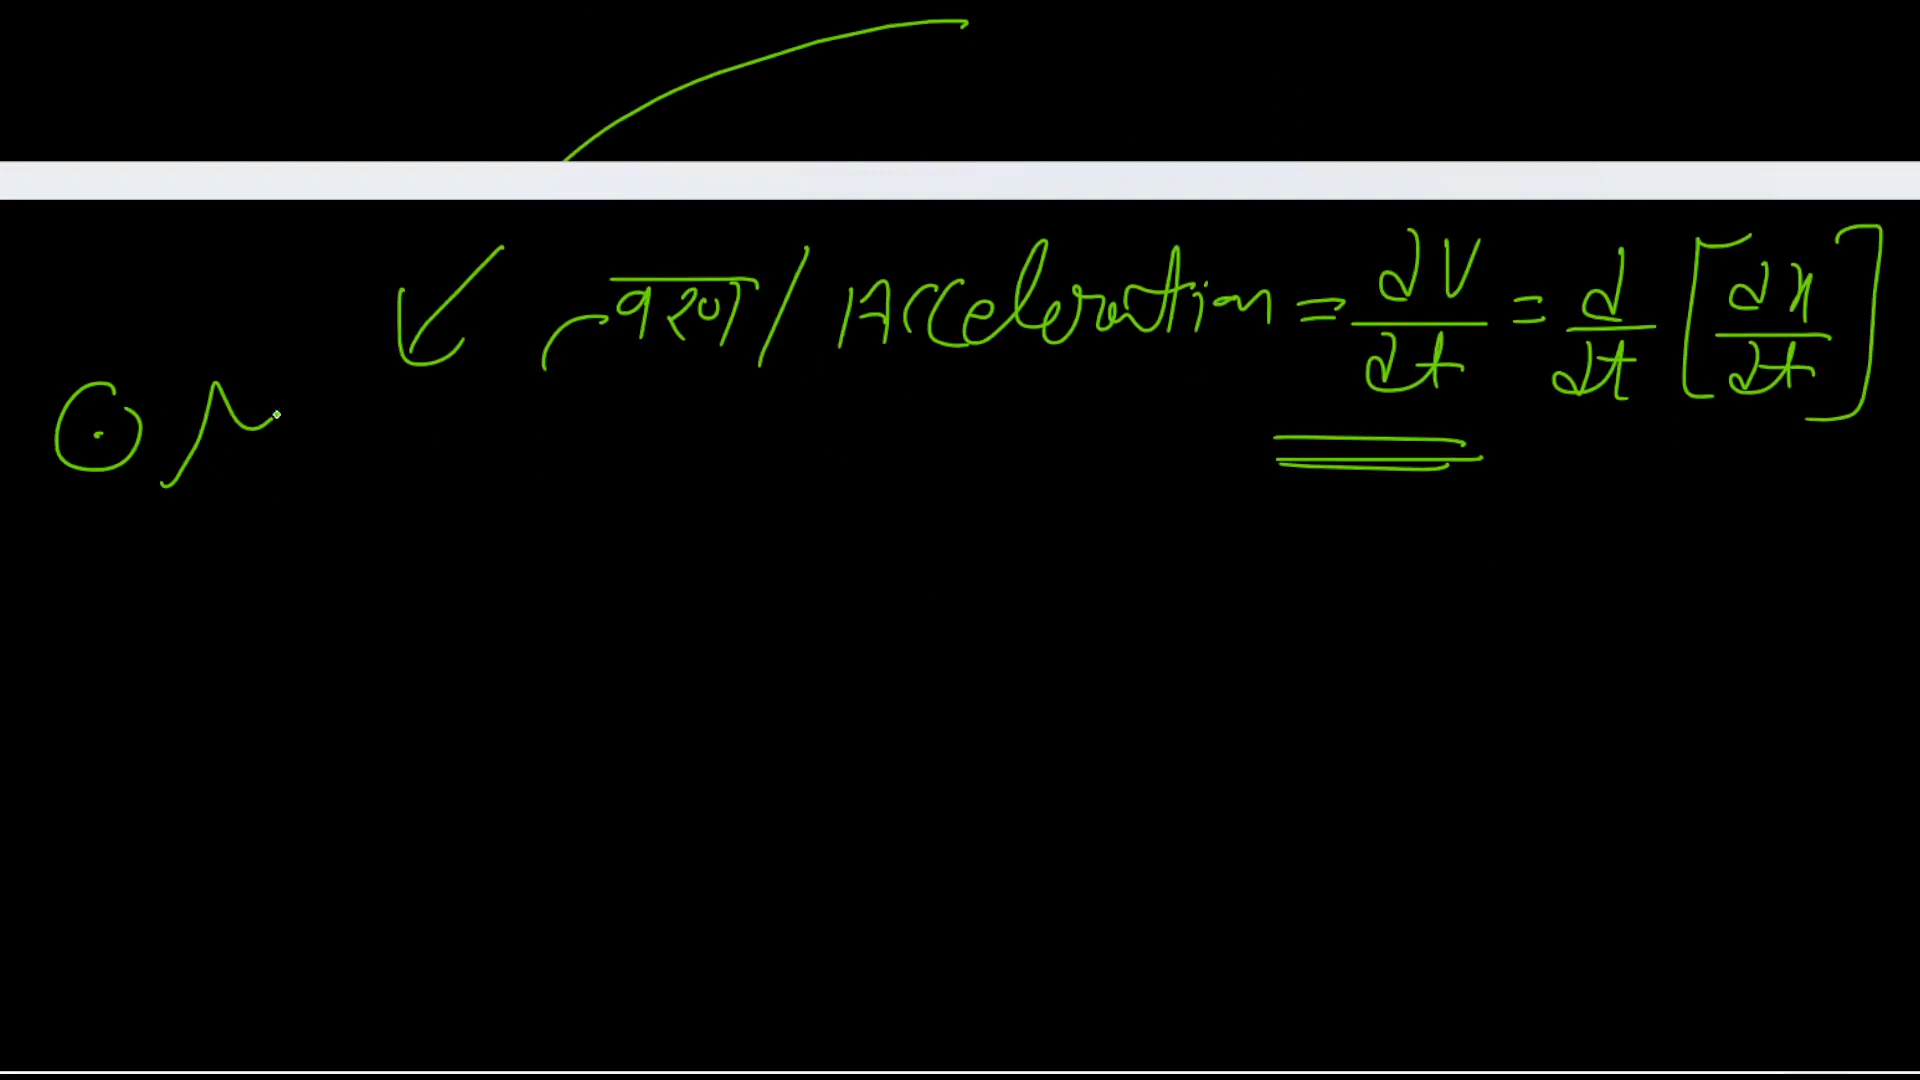 त्वरण / Acceleration = dV/dt = d/dt [dx/dt]